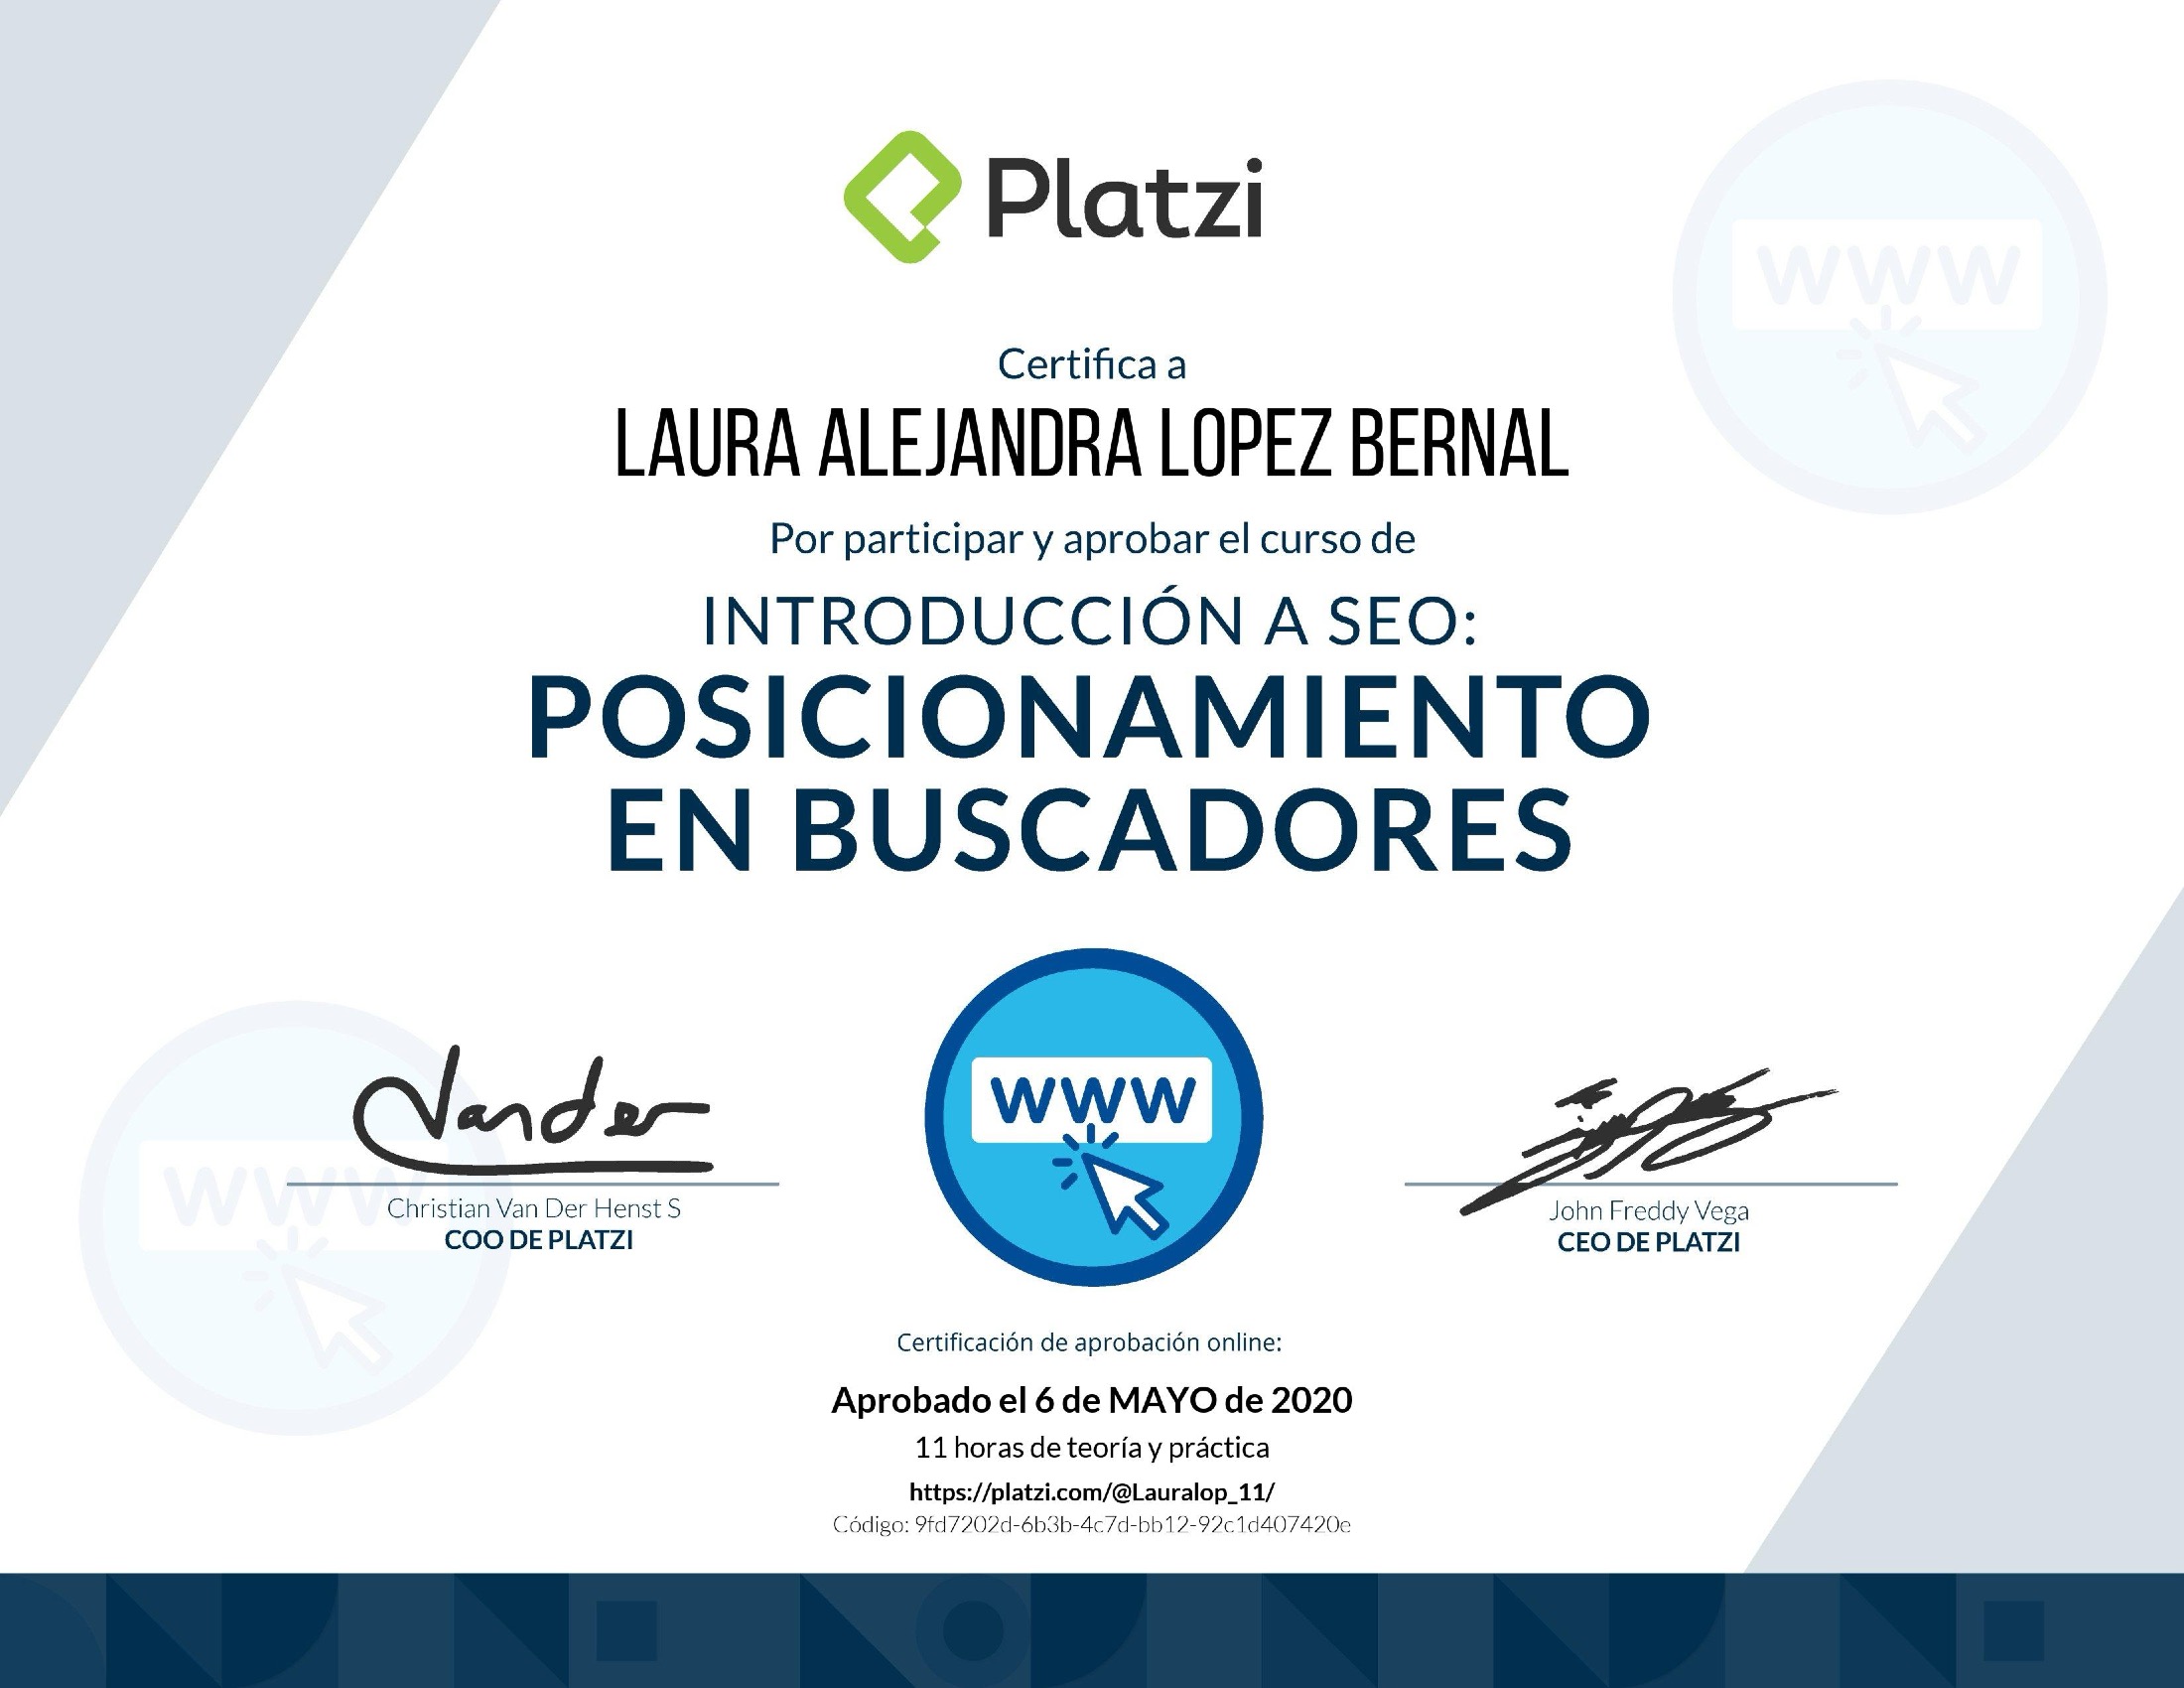 Platzi
Certifica a
LAURA ALEJANDRA LOPEZ BERNAL
Por participar y aprobar el curso de
INTRODUCCIÓN A SEO:
POSICIONAMIENTO
EN BUSCADORES
WWW
WWW
WWW
Vander
Christian Van Der Henst S
COO DE PLATZI
John Freddy Vega
CEO DE PLATZI
Certificación de aprobación online:
Aprobado el 6 de MAYO de 2020
11 horas de teoría y práctica
https://platzi.com/@Lauralop_11/
Código: 9fd7202d-6b3b-4c7d-bb12-92c1d407420e